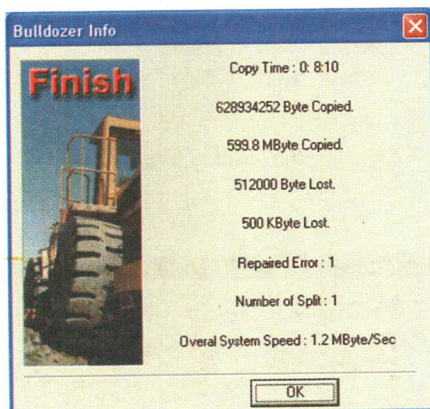 Bulldozer Info
Finish
Copy Time : 0: 8:10
628934252 Byte Copied.
599.8 MByte Copied.
512000 Byte Lost.
500 KByte Lost.
Repaired Error : 1
Number of Split : 1
Overal System Speed : 1.2 MByte/Sec
OK